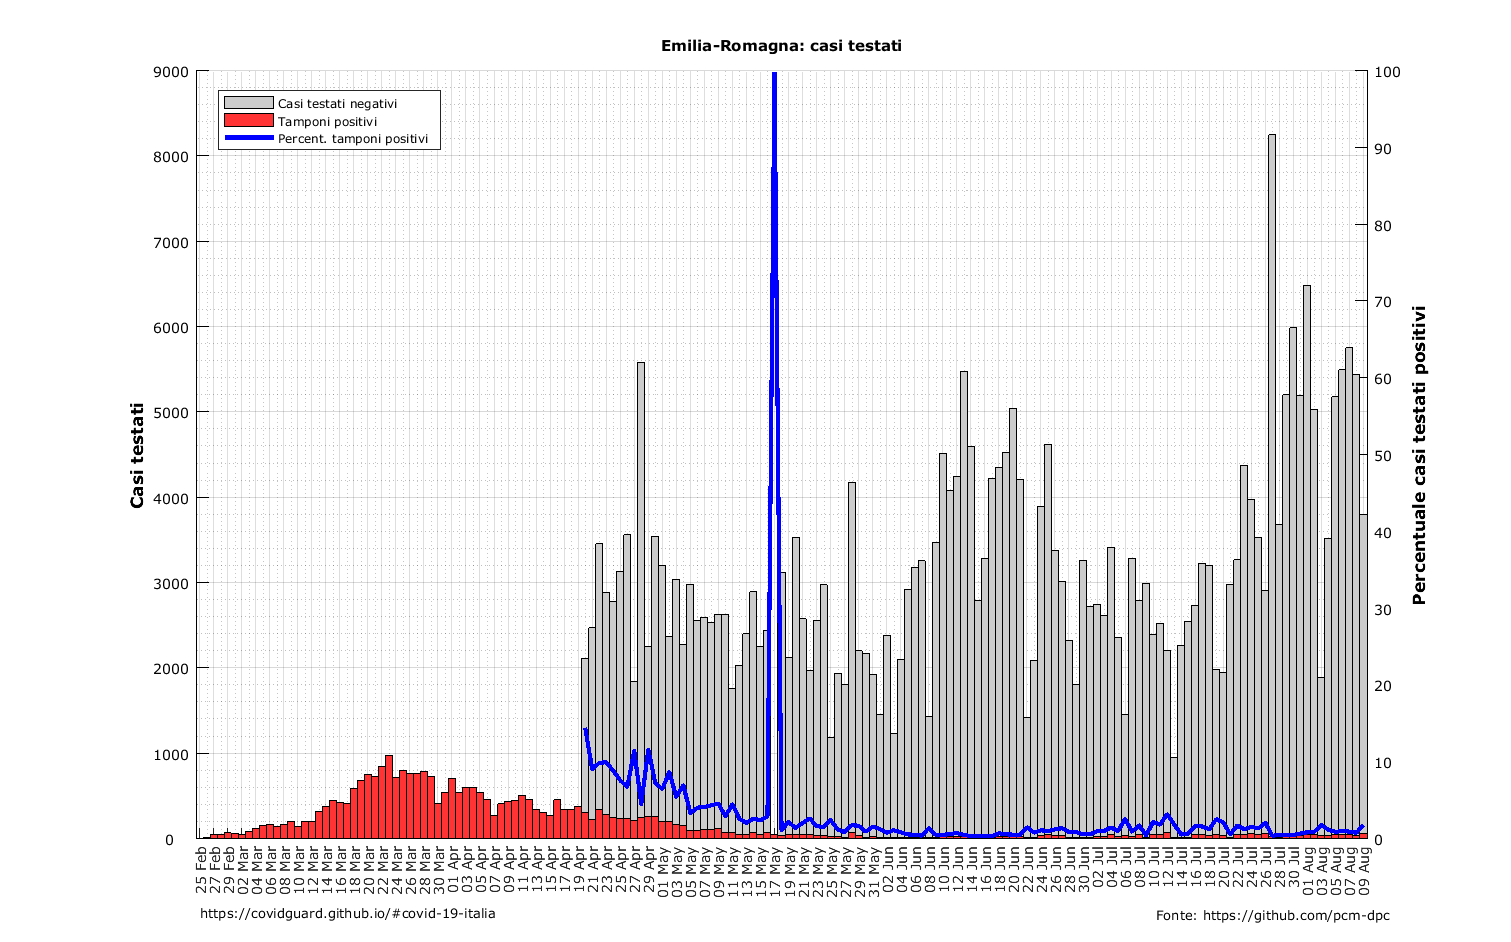 Emilia-Romagna: casi testati
9000
8000
7000
6000
5000
4000
3000
2000
1000
0
Casi testati
Casi testati negativi
Tamponi positivi
Percent. tamponi positivi
100
90
80
70
60
50
40
30
20
10
0
Percentuale casi testati positivi
25 Feb
27 Feb
29 Feb
02 Mar
04 Mar
06 Mar
08 Mar
10 Mar
12 Mar
14 Mar
16 Mar
18 Mar
20 Mar
22 Mar
24 Mar
26 Mar
28 Mar
30 Mar
01 Apr
03 Apr
05 Apr
07 Apr
09 Apr
11 Apr
13 Apr
15 Apr
17 Apr
19 Apr
21 Apr
23 Apr
25 Apr
27 Apr
29 Apr
01 May
03 May
05 May
07 May
09 May
11 May
13 May
15 May
17 May
19 May
21 May
23 May
25 May
27 May
29 May
31 May
02 Jun
04 Jun
06 Jun
08 Jun
10 Jun
12 Jun
14 Jun
16 Jun
18 Jun
20 Jun
22 Jun
24 Jun
26 Jun
28 Jun
30 Jun
02 Jul
04 Jul
06 Jul
08 Jul
10 Jul
12 Jul
14 Jul
16 Jul
18 Jul
20 Jul
22 Jul
24 Jul
26 Jul
28 Jul
30 Jul
01 Aug
03 Aug
05 Aug
07 Aug
09 Aug
https://covidguard.github.io/#covid-19-italia
Fonte: https://github.com/pcm-dpc